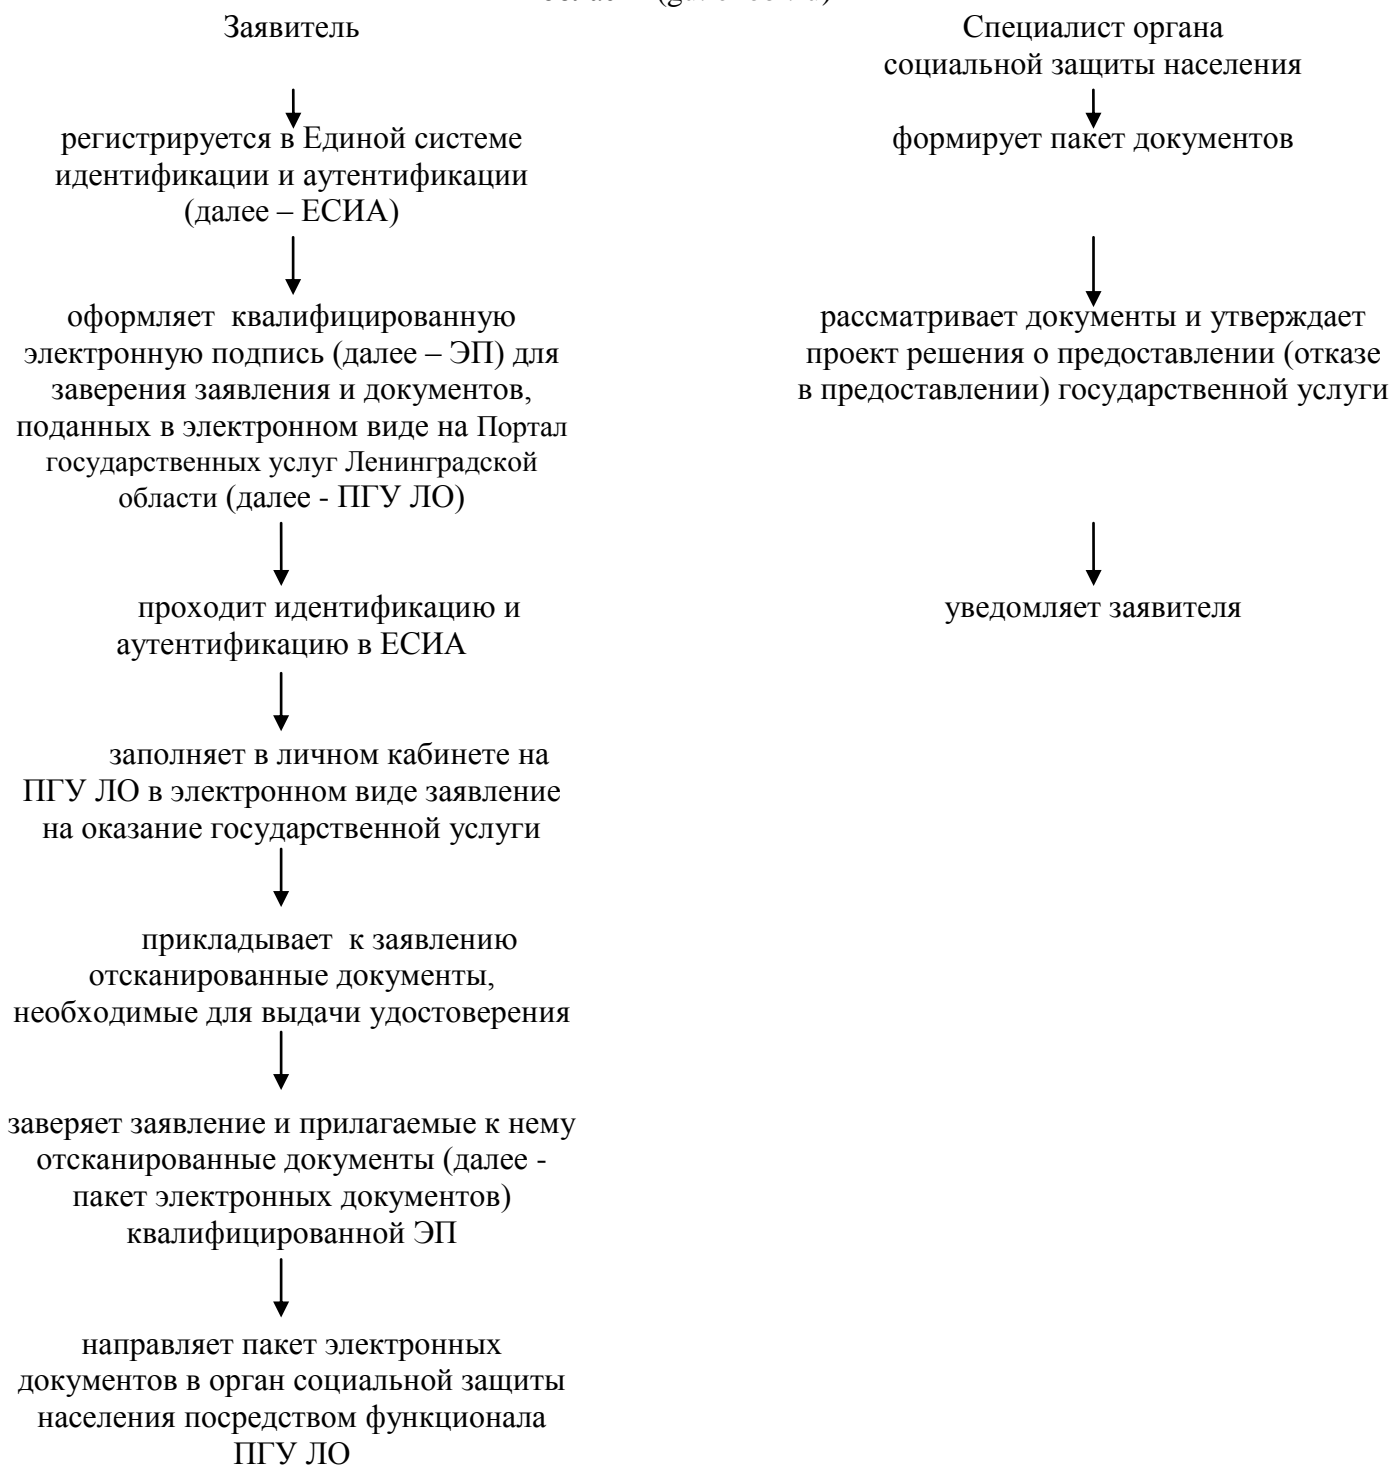 Заявитель
регистрируется в Единой системе
идентификации и аутентификации
(далее – ЕСИА)
оформляет квалифицированную
электронную подпись (далее – ЭП) для
заверения заявления и документов,
поданных в электронном виде на Портал
государственных услуг Ленинградской
области (далее - ПГУ ЛО)
проходит идентификацию и
аутентификацию в ЕСИА
заполняет в личном кабинете на
ПГУ ЛО в электронном виде заявление
на оказание государственной услуги
прикладывает к заявлению
отсканированные документы,
необходимые для выдачи удостоверения
заверяет заявление и прилагаемые к нему
отсканированные документы (далее -
пакет электронных документов)
квалифицированной ЭП
направляет пакет электронных
документов в орган социальной защиты
населения посредством функционала
ПГУ ЛО
Специалист органа
социальной защиты населения
формирует пакет документов
рассматривает документы и утверждает
проект решения о предоставлении (отказе
в предоставлении) государственной услуги
уведомляет заявителя